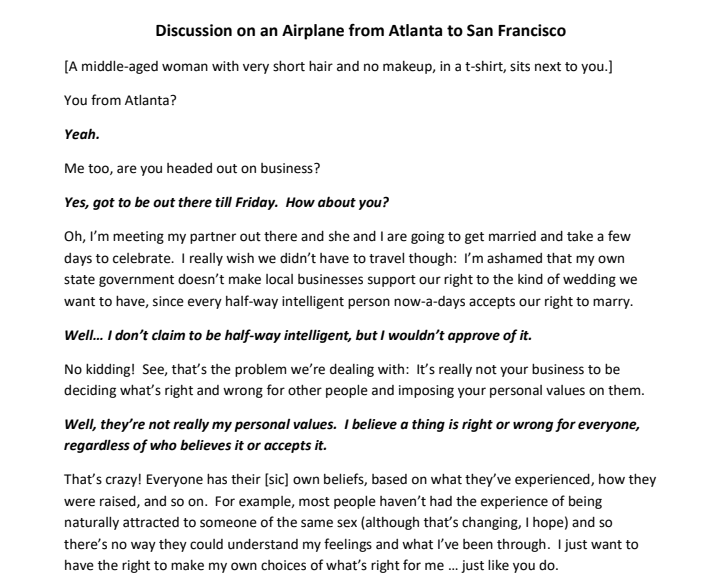 Discussion on an Airplane from Atlanta to San Francisco
[A middle-aged woman with very short hair and no makeup, in a t-shirt, sits next to you.]
You from Atlanta?
Yeah.
Me too, are you headed out on business?
Yes, got to be out there till Friday.  How about you?
Oh, I'm meeting my partner out there and she and I are going to get married and take a few
days to celebrate.  I really wish we didn't have to travel though:  I'm ashamed that my own
state government doesn't make local businesses support our right to the kind of wedding we
want to have, since every half-way intelligent person now-a-days accepts our right to marry.
Well… I don't claim to be half-way intelligent, but I wouldn't approve of it.
No kidding!  See, that's the problem we're dealing with:  It's really not your business to be
deciding what's right and wrong for other people and imposing your personal values on them.
Well, they're not really my personal values.  I believe a thing is right or wrong for everyone,
regardless of who believes it or accepts it.
That's crazy! Everyone has their [sic] own beliefs, based on what they've experienced, how they
were raised, and so on.  For example, most people haven't had the experience of being
naturally attracted to someone of the same sex (although that's changing, I hope) and so
there's no way they could understand my feelings and what I've been through.  I just want to
have the right to make my own choices of what's right for me … just like you do.